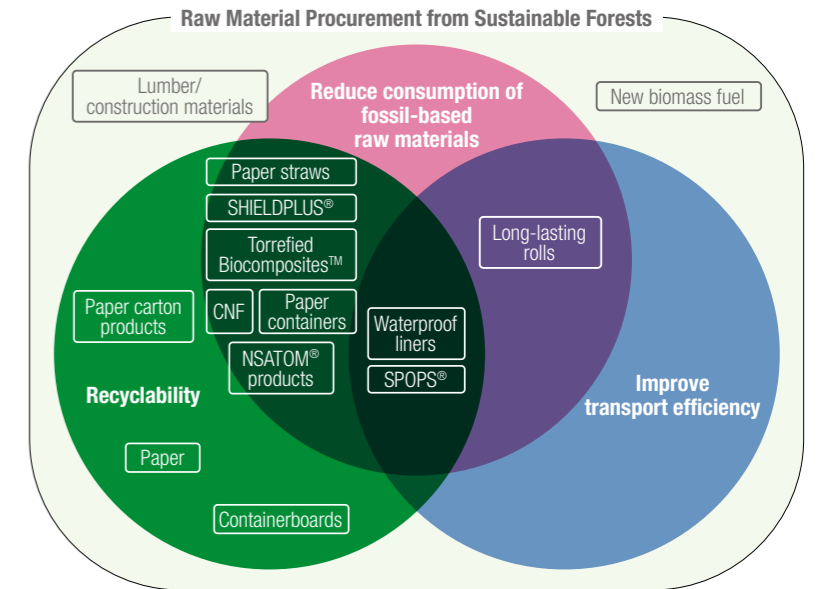 Raw Material Procurement from Sustainable Forests
Lumber/
construction materials
Reduce consumption of
fossil-based
raw materials
New biomass fuel
Paper straws
SHIELDPLUS®
Torrefied
Biocomposites™
Long-lasting
rolls
Paper carton
products
CNF
Paper
containers
Waterproof
liners
NSATOM®
products
SPOPS®
Recyclability
Improve
transport efficiency
Paper
Containerboards